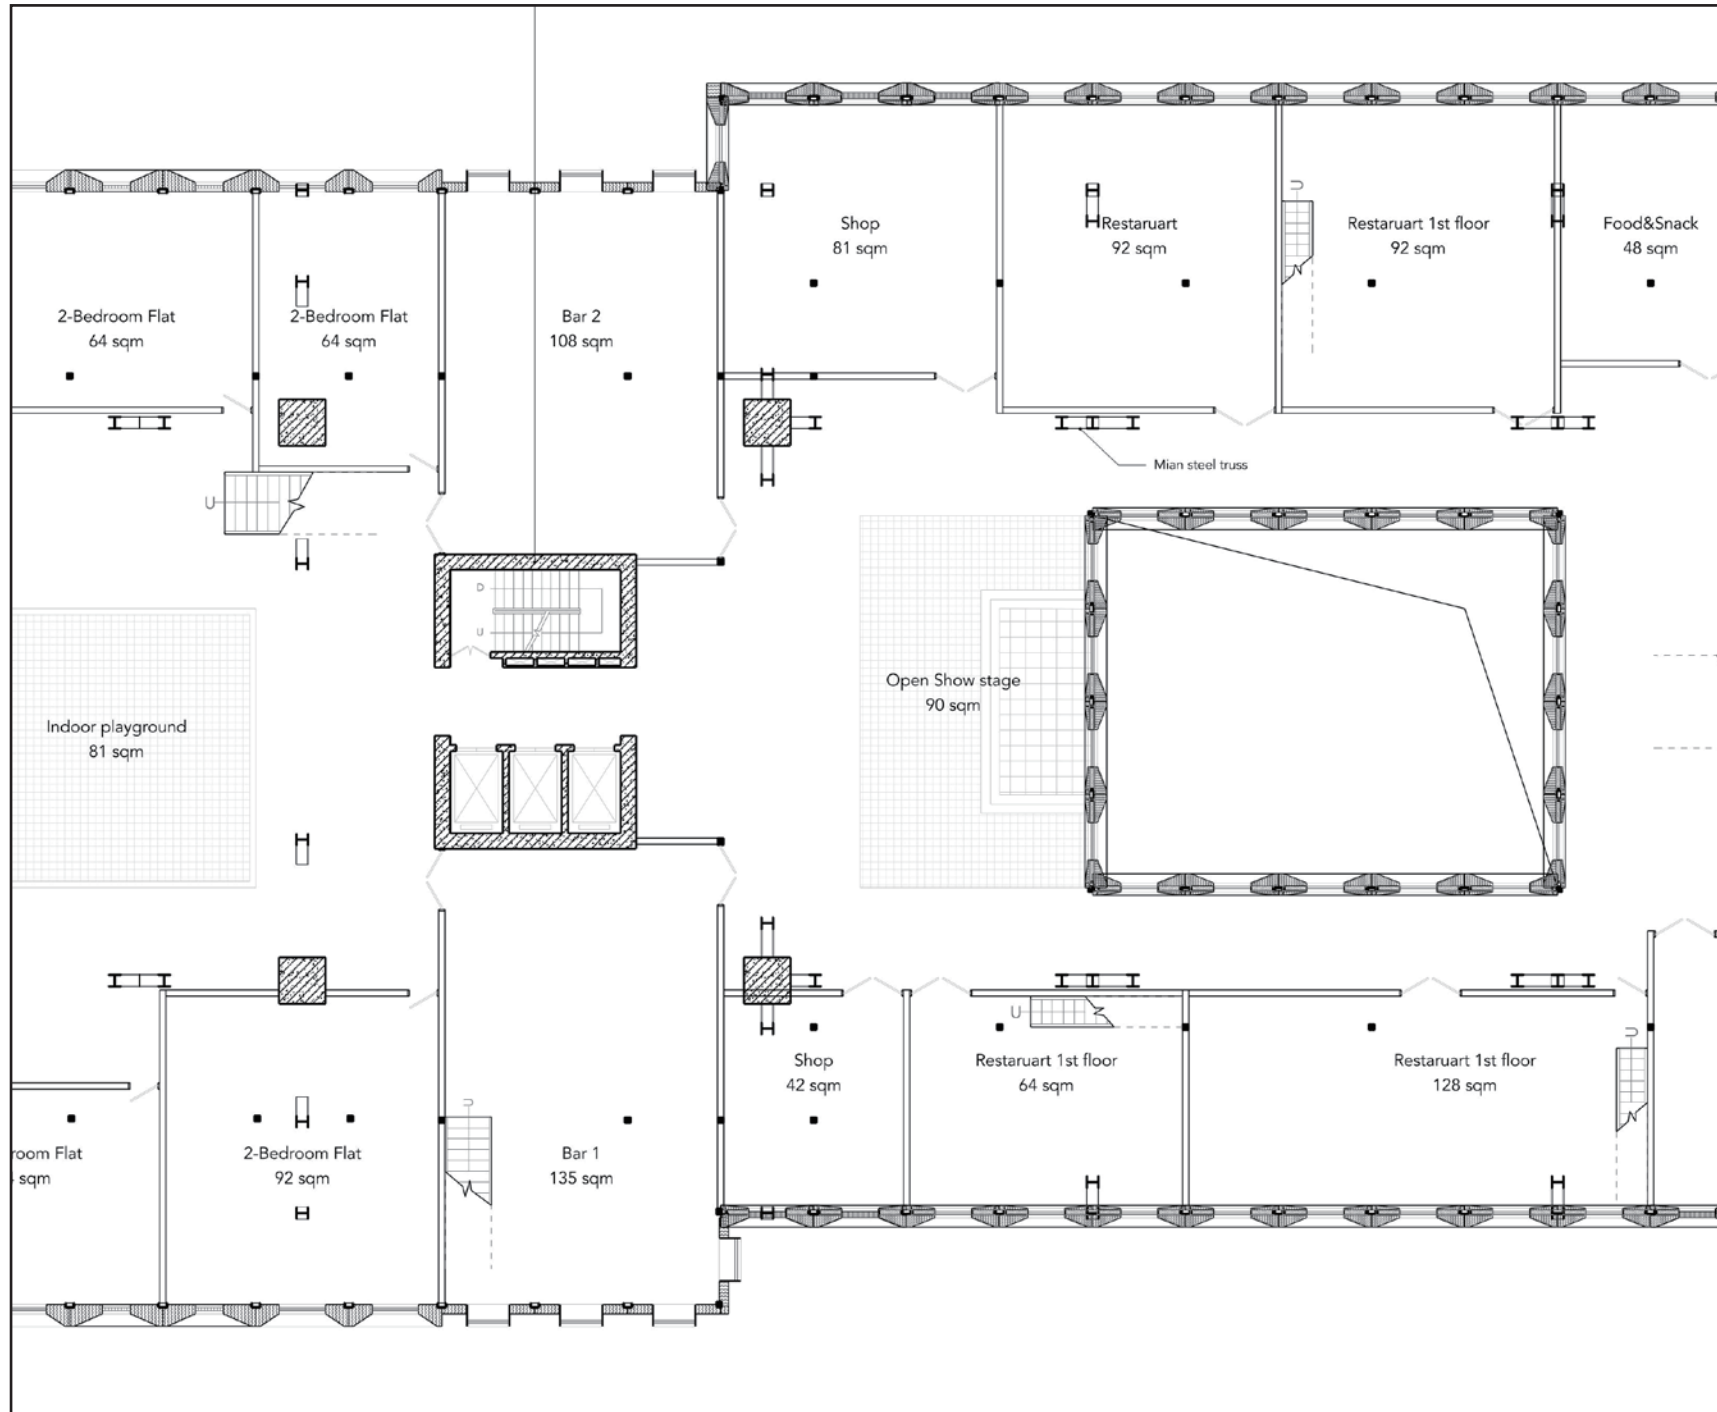 Shop
81 sqm
Restaruart
92 sqm
U
Restaruart 1st floor
92 sqm
Food&Snack
48 sqm
2-Bedroom Flat
64 sqm
2-Bedroom Flat
64 sqm
Bar 2
108 sqm
Mian steel truss
U
D
U
Open Show stage
90 sqm
Indoor playground
81 sqm
U
U
Shop
42 sqm
Restaruart 1st floor
64 sqm
Restaruart 1st floor
128 sqm
U
room Flat
sqm
2-Bedroom Flat
92 sqm
Bar 1
135 sqm